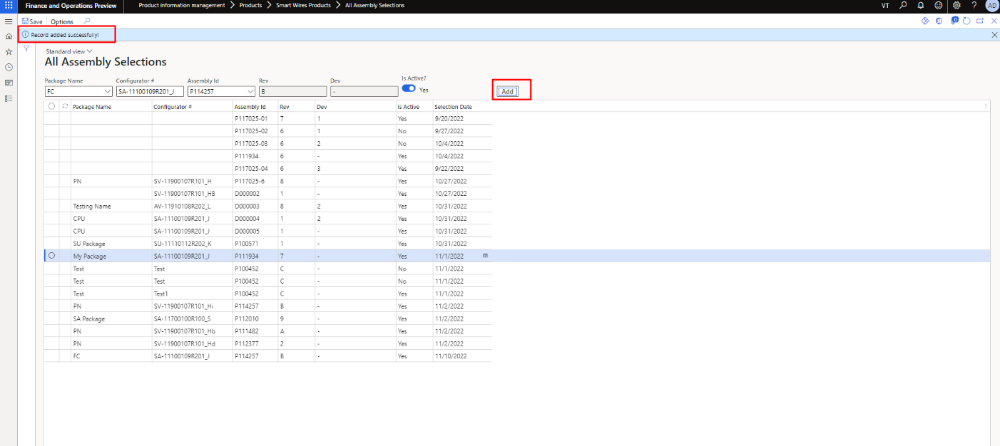 Finance and Operations Preview Product information management Products Smart Wires Products All Assembly Selections VT ? AD
Save Options 0
Record added successfully!
Standard view
All Assembly Selections
Package Name Configurator # Assembly Id Rev Dev Is Active?
FC SA-11100109R201_J P114257 B - Yes Add
Package Name Configurator # Assembly Id Rev Dev Is Active Selection Date
P117025-01 7 1 Yes 9/20/2022
P117025-02 6 1 No 9/27/2022
P117025-03 6 2 No 10/4/2022
P111934 6 - Yes 10/4/2022
P117025-04 6 3 Yes 9/22/2022
PN SV-11900107R101_H P117025-6 8 - Yes 10/27/2022
SV-11900107R101_HB D000002 1 - Yes 10/27/2022
Testing Name AV-11910108R202_L D000003 8 2 Yes 10/31/2022
CPU SA-11100109R201_J D000004 1 2 Yes 10/31/2022
CPU SA-11100109R201_J D000005 1 - Yes 10/31/2022
SU Package SU-11110112R202_K P100571 1 - Yes 10/31/2022
My Package SA-11100109R201_J P111934 7 - Yes 11/1/2022
Test Test P100452 C - No 11/1/2022
Test Test P100452 C - No 11/1/2022
Test Test1 P100452 C - Yes 11/1/2022
PN SV-11900107R101_Hi P114257 B - Yes 11/2/2022
SA Package SA-11700100R100_S P112010 9 - Yes 11/2/2022
PN SV-11900107R101_Hb P111482 A - Yes 11/2/2022
PN SV-11900107R101_Hd P112377 2 - Yes 11/2/2022
FC SA-11100109R201_J P114257 B - Yes 11/10/2022